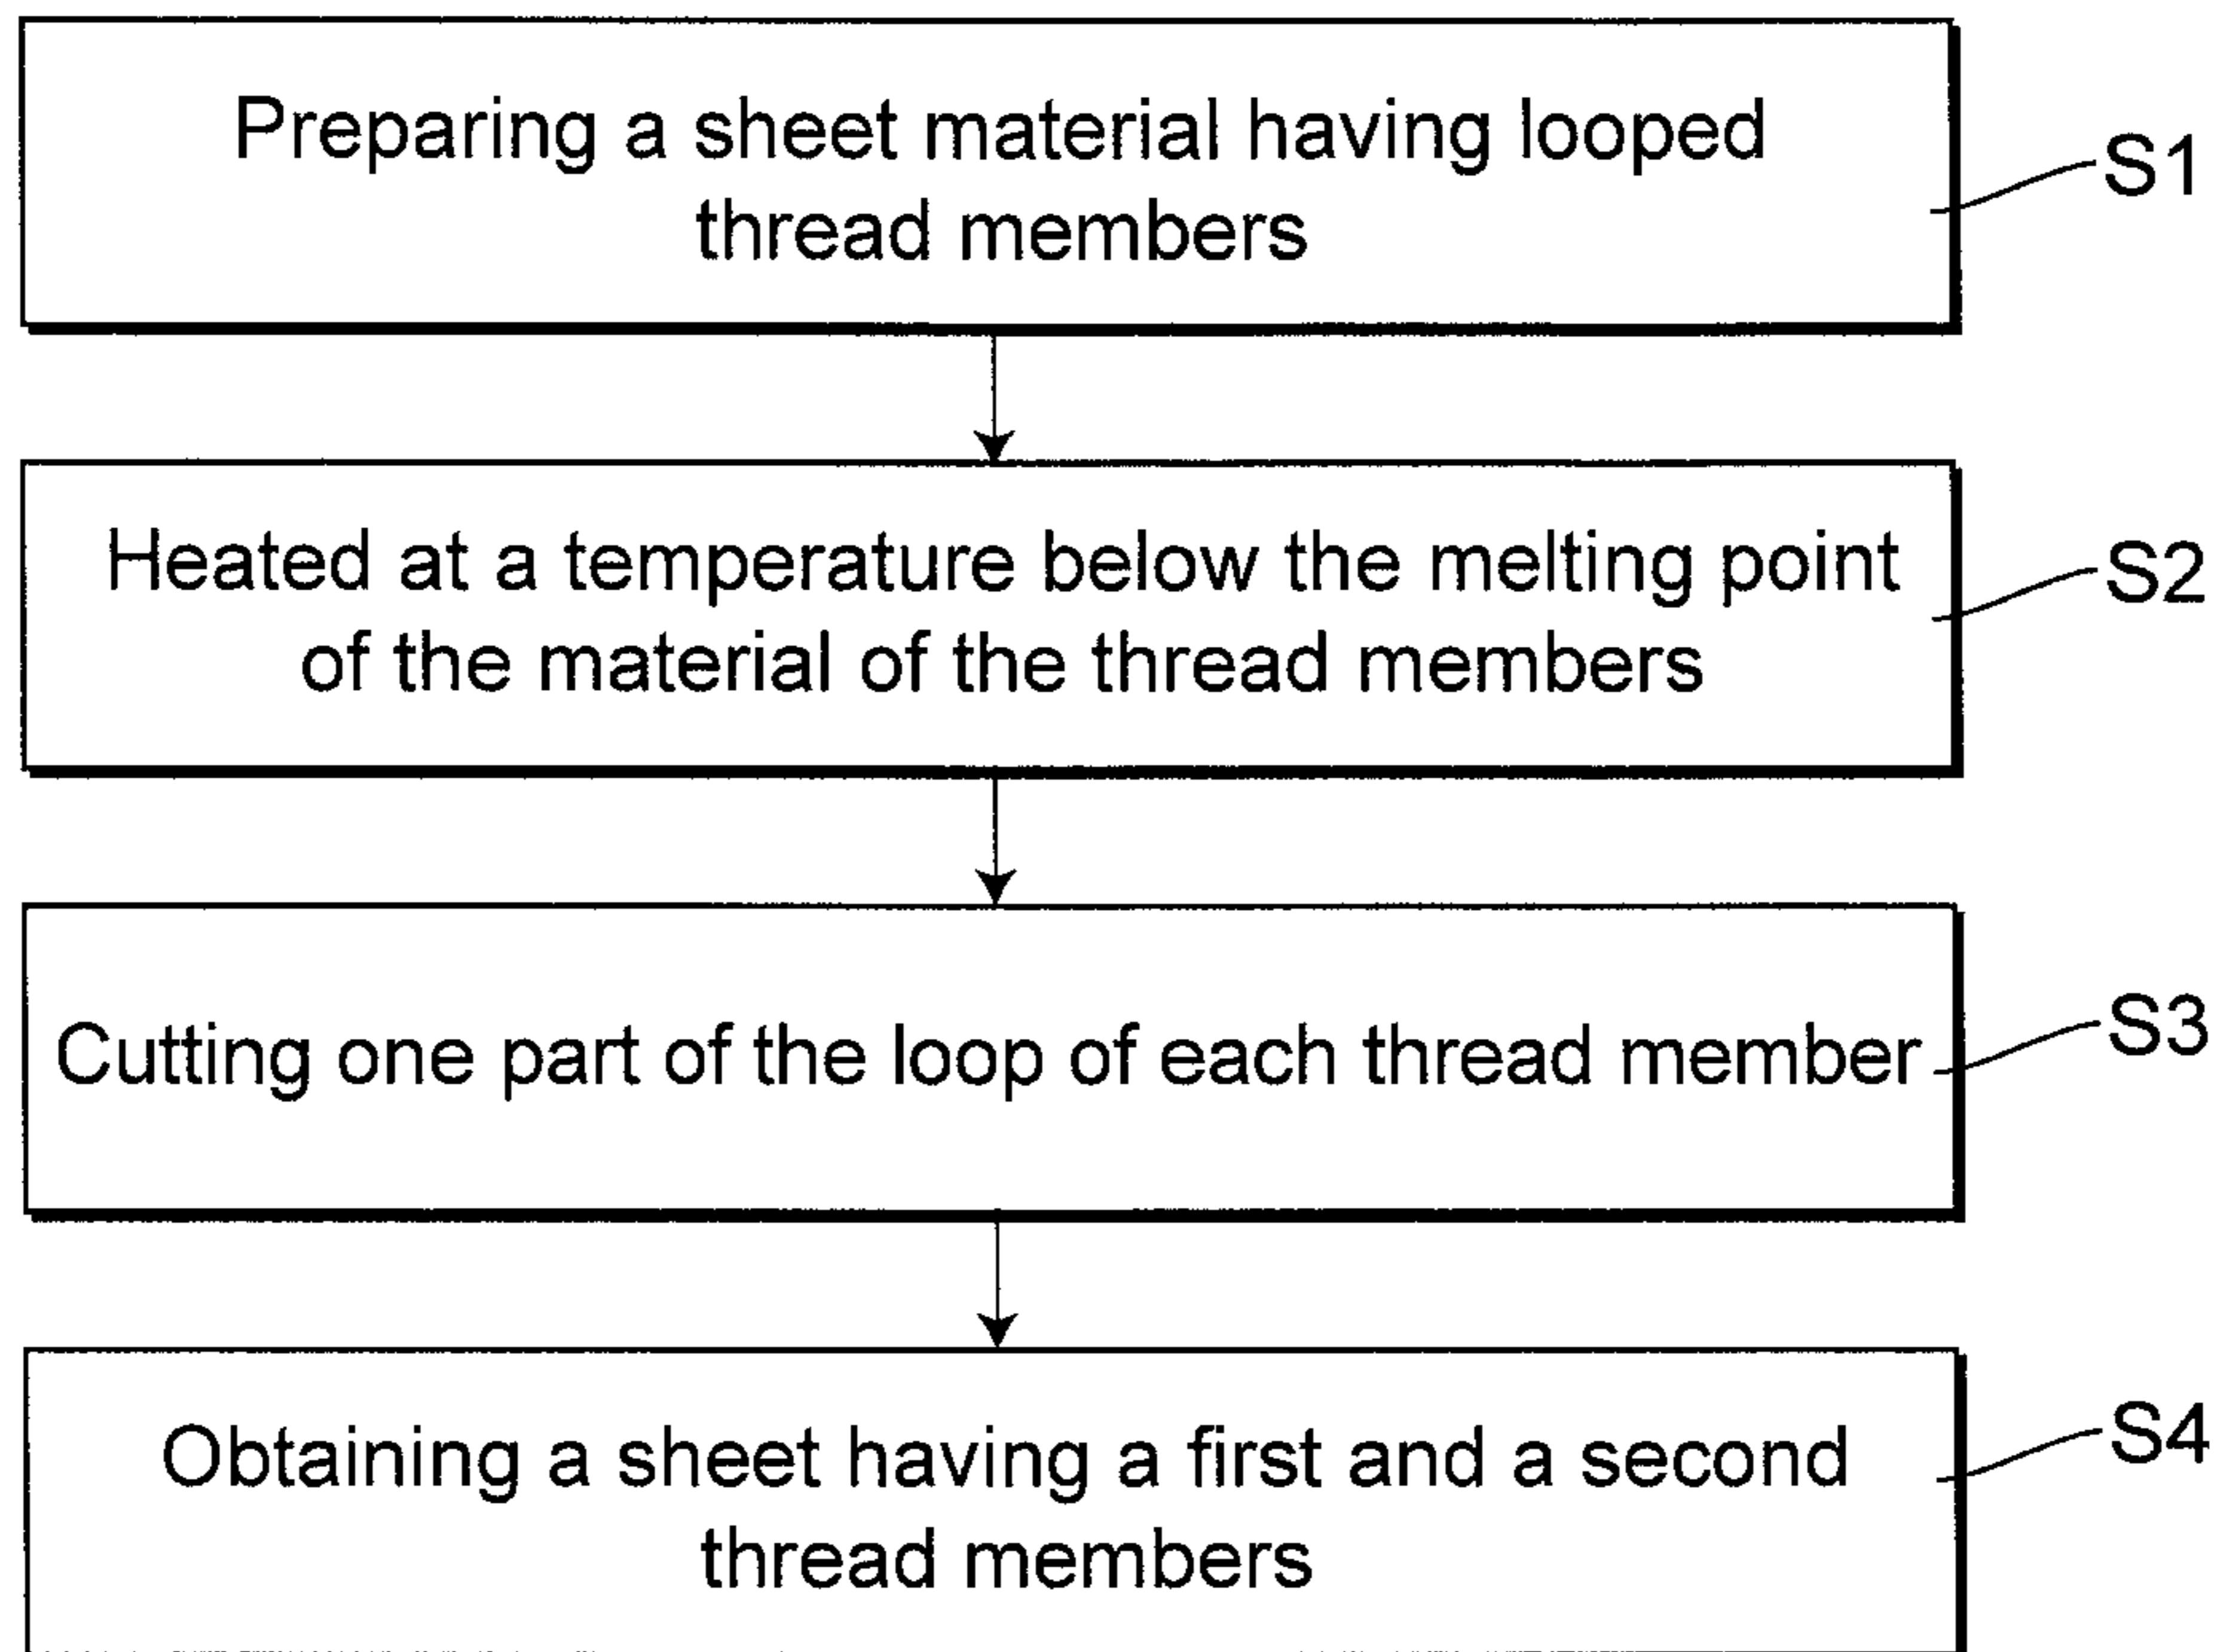 Preparing a sheet material having looped
thread members
S1
Heated at a temperature below the melting point
of the material of the thread members
S2
Cutting one part of the loop of each thread member
S3
Obtaining a sheet having a first and a second
thread members
S4